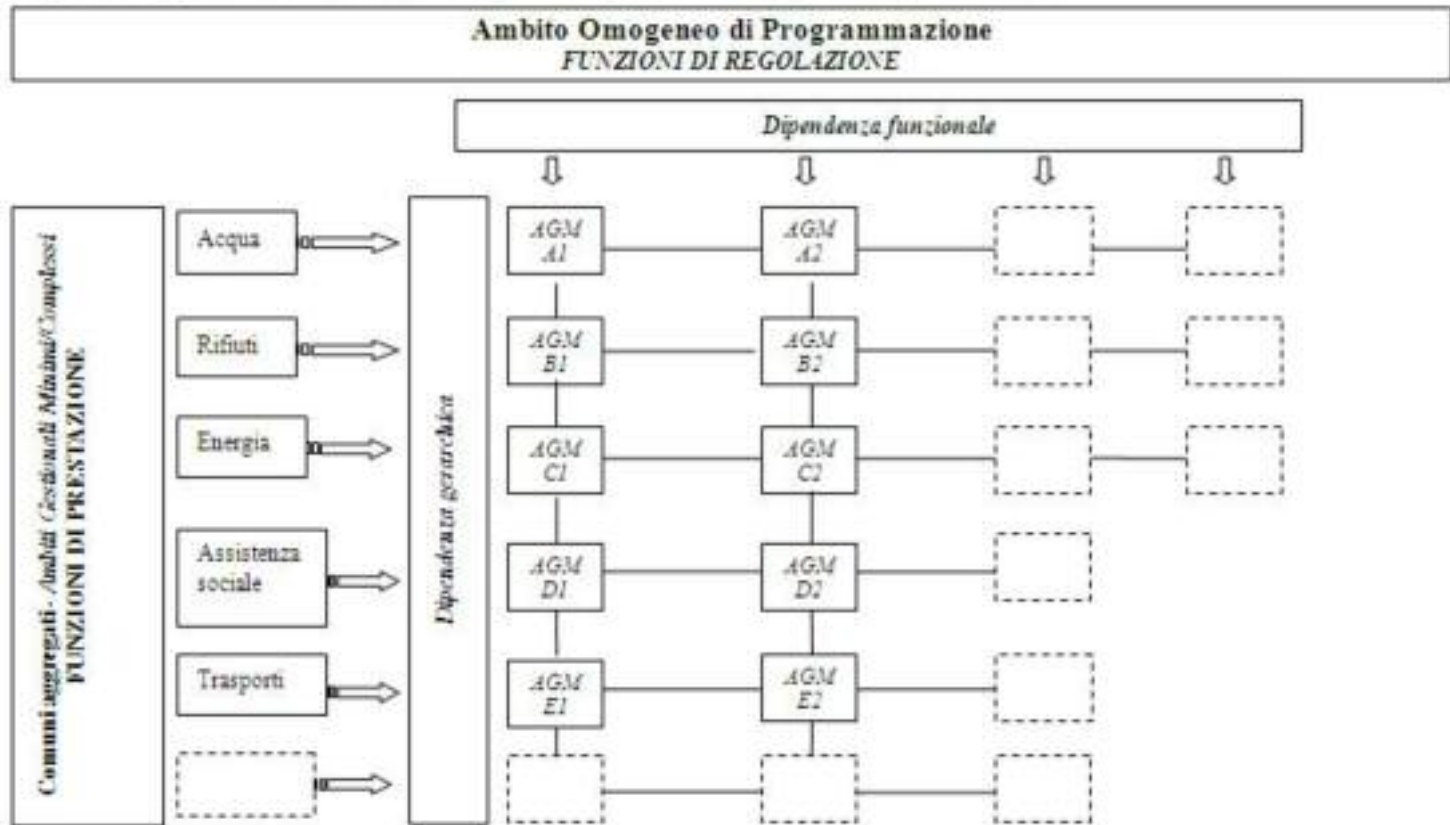 Ambito Omogeneo di Programmazione
FUNZIONI DI REGOLAZIONE
Dipendenza funzionale
Comuni aggregati - Ambiti Gestionali Minimi/Complessi
FUNZIONI DI PRESTAZIONE
Dipendenza gerarchica
Acqua
AGM
A1
AGM
A2
Rifiuti
AGM
B1
AGM
B2
Energia
AGM
C1
AGM
C2
Assistenza
sociale
AGM
D1
AGM
D2
Trasporti
AGM
E1
AGM
E2